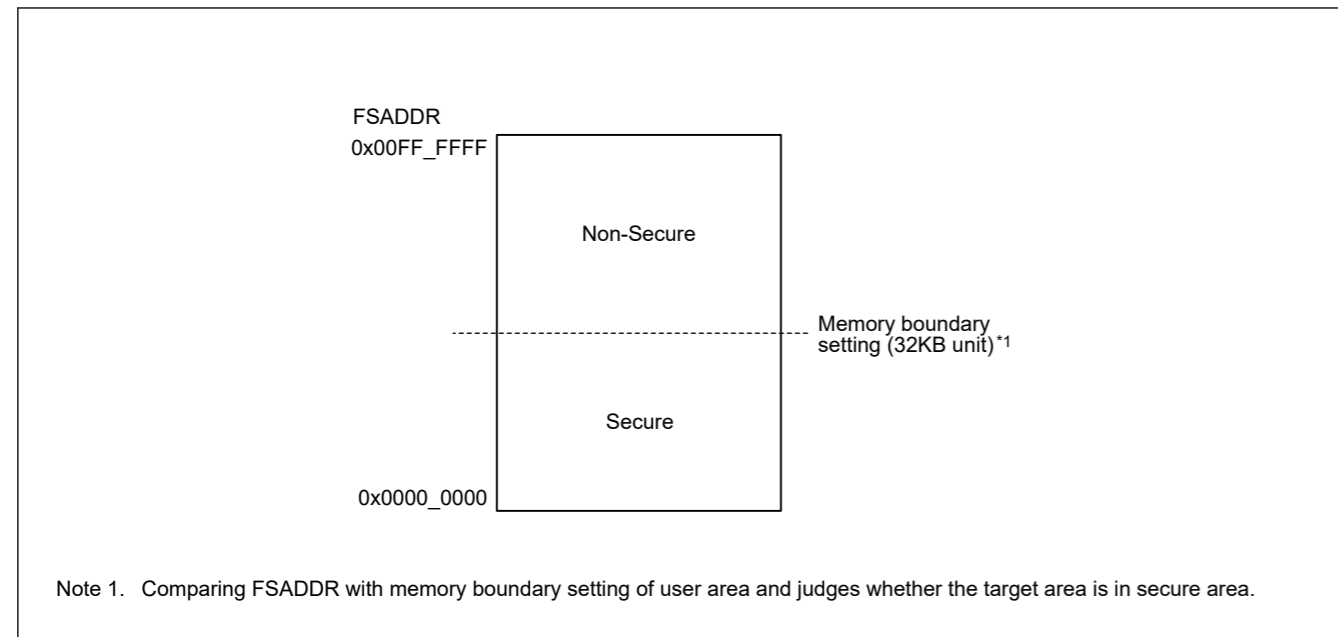 FSADDR
0x00FF_FFFF
Non-Secure
Memory boundary
setting (32KB unit)*1
Secure
0x0000_0000
Note 1. Comparing FSADDR with memory boundary setting of user area and judges whether the target area is in secure area.